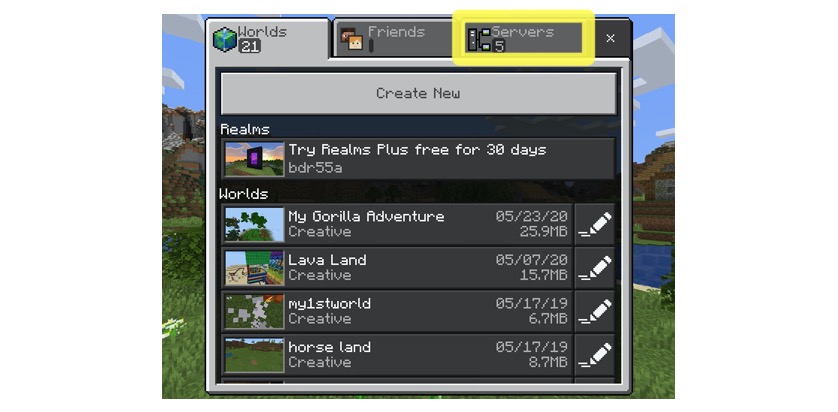 Worlds
21
Friends
Servers
5
Create New
Realms
Try Realms Plus free for 30 days
bdr55a
Worlds
My Gorilla Adventure 05/23/20
Creative 25.9MB
Lava Land 05/07/20
Creative 15.7MB
my1stworld 05/17/19
Creative 6.7MB
horse land 05/17/19
Creative 8.7MB